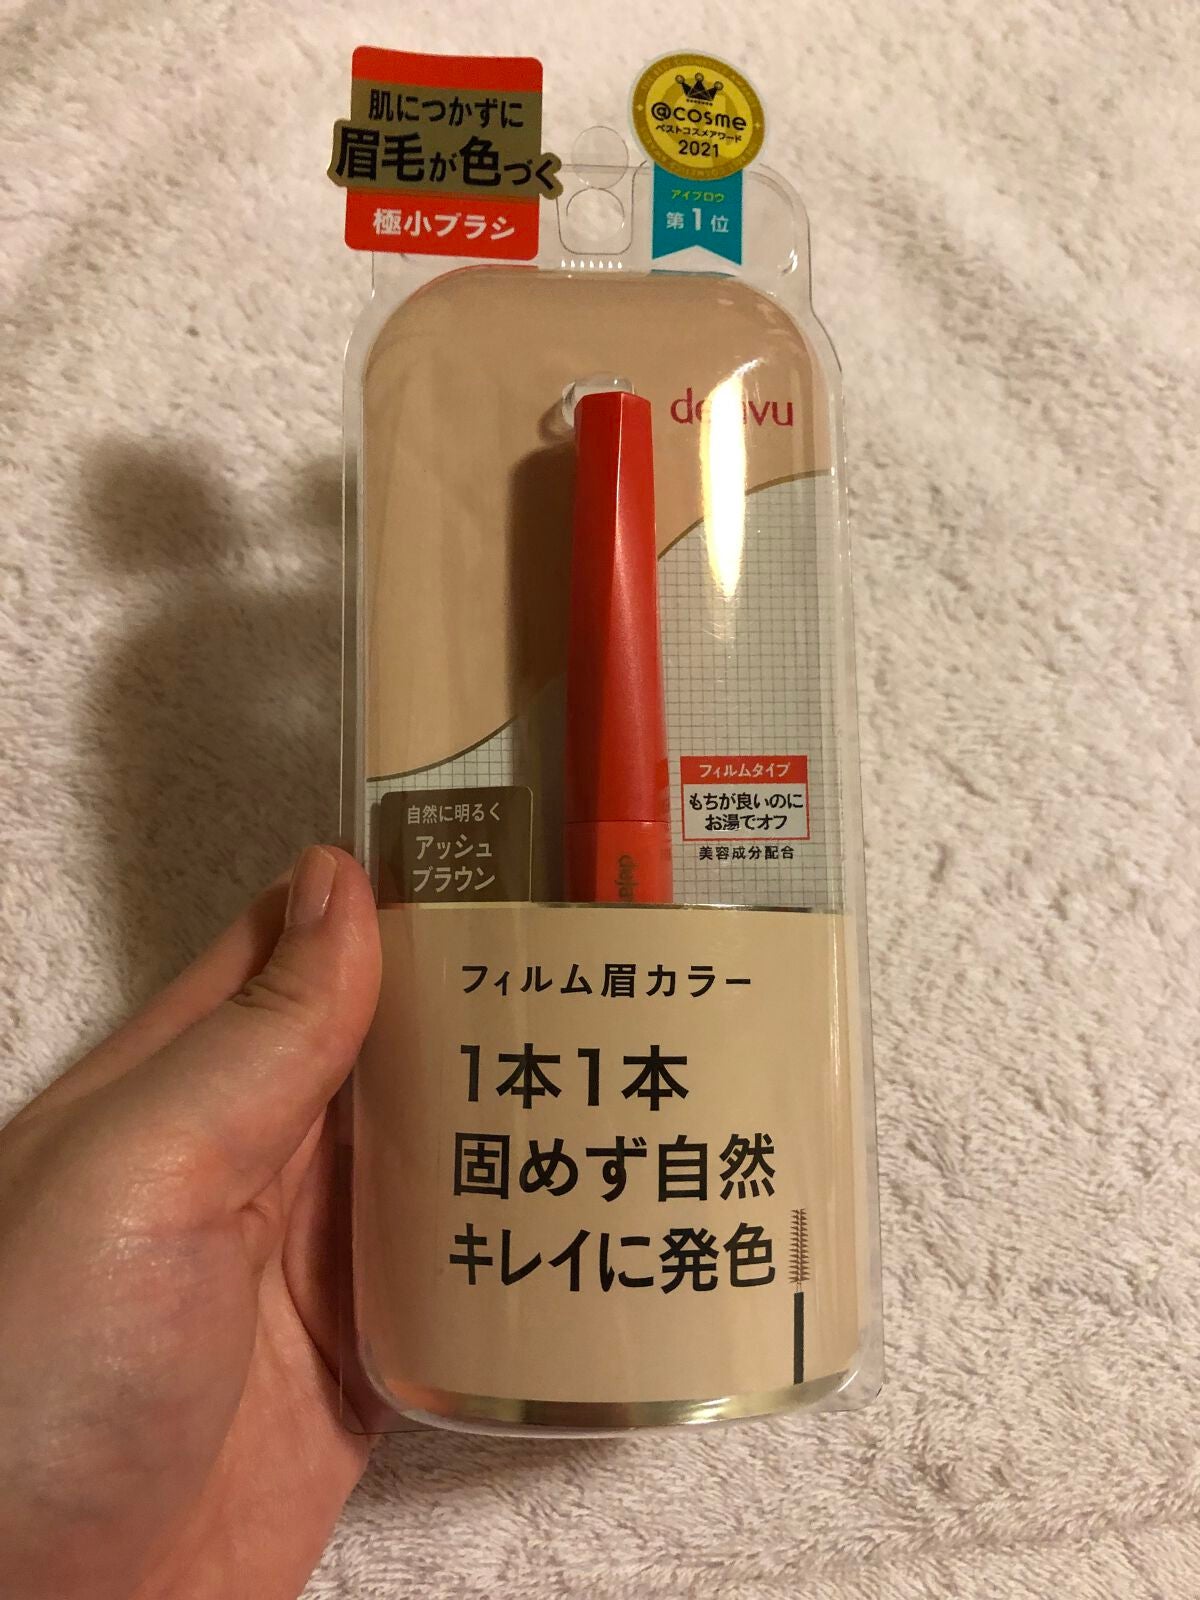 肌につかずに
眉毛が色づく
極小ブラシ
@cosme
ベストコスメアワード
2021
アイブロウ
第1位
dejavu
フィルムタイプ
もちが良いのに
お湯でオフ
美容成分配合
自然に明るく
アッシュ
ブラウン
deja
フィルム眉カラー
1本1本
固めず自然
キレイに発色